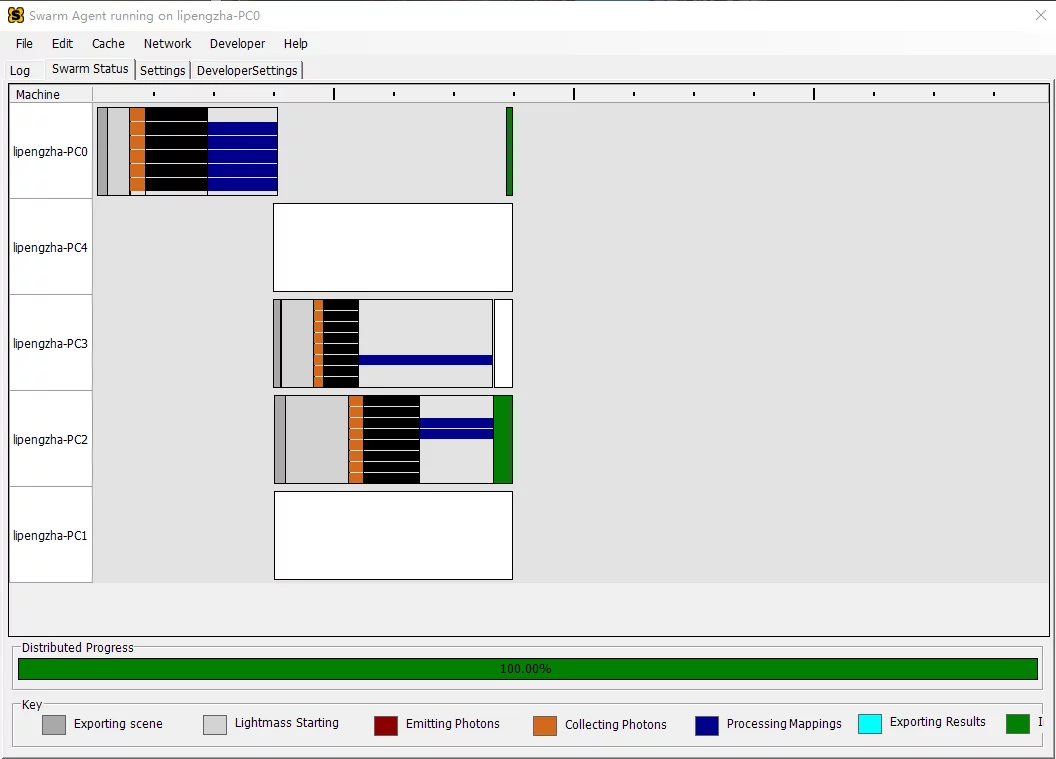 Swarm Agent running on lipengzha-PC0
File Edit Cache Network Developer Help
Log Swarm Status Settings DeveloperSettings
Machine
lipengzha-PC0
lipengzha-PC4
lipengzha-PC3
lipengzha-PC2
lipengzha-PC1
Distributed Progress
100.00%
Key
Exporting scene Lightmass Starting Emitting Photons Collecting Photons Processing Mappings Exporting Results